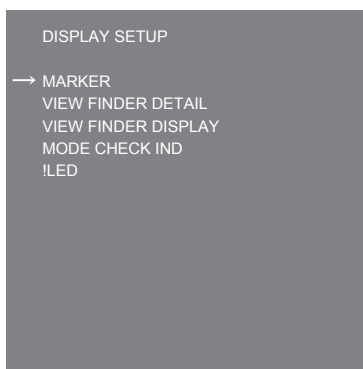 DISPLAY SETUP
→ MARKER
VIEW FINDER DETAIL
VIEW FINDER DISPLAY
MODE CHECK IND
!LED